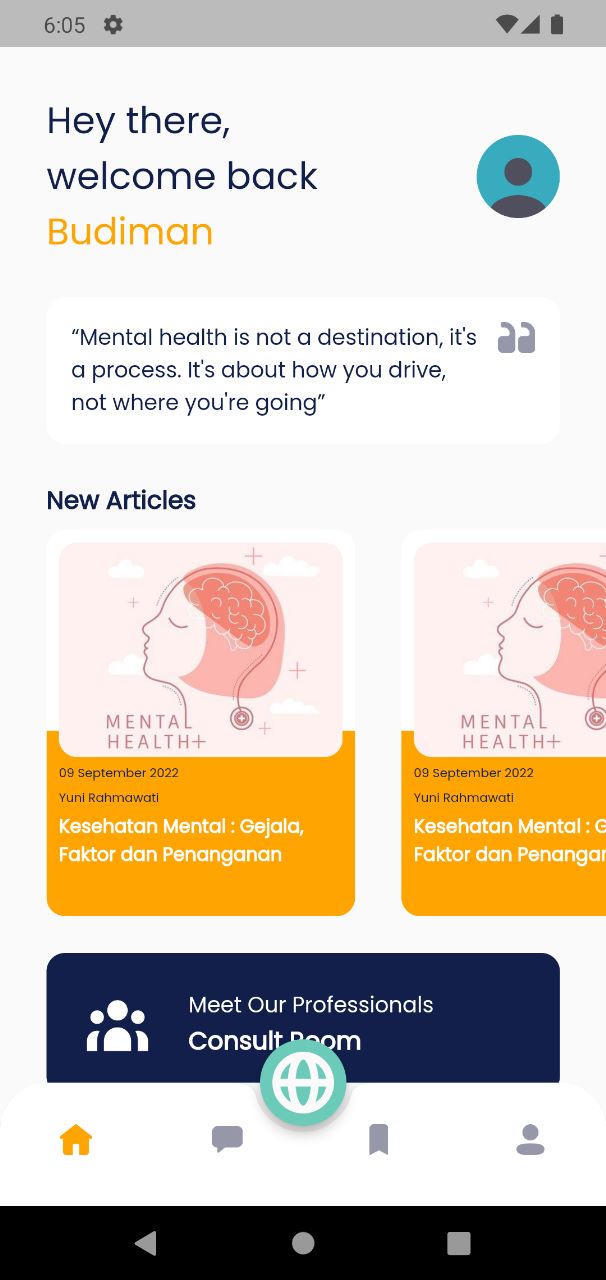 6:05
Hey there,
welcome back
Budiman
“Mental health is not a destination, it's
a process. It's about how you drive,
not where you're going”
New Articles
MENTAL
HEALTH+
09 September 2022
Yuni Rahmawati
Kesehatan Mental : Gejala,
Faktor dan Penanganan
MENTAL
HEALTH+
09 September 2022
Yuni Rahmawati
Kesehatan Mental : G
Faktor dan Penangan
Meet Our Professionals
Consult Room